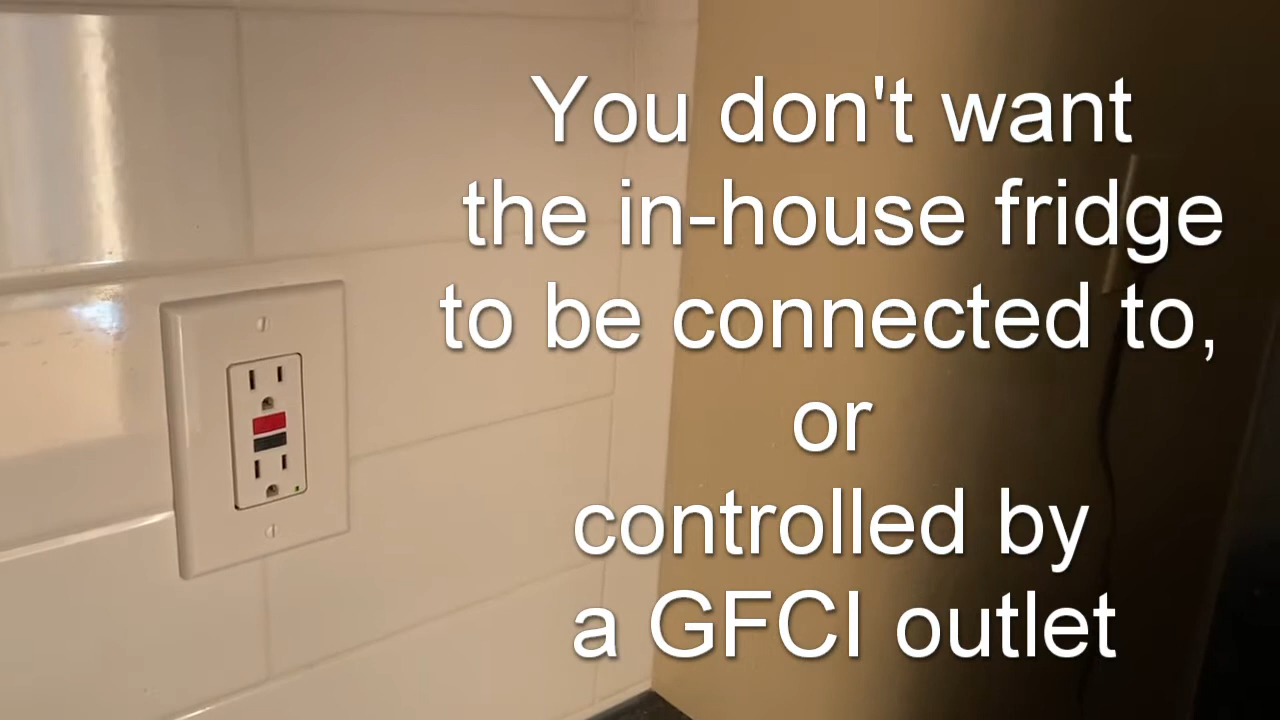 You don't want
the in-house fridge
to be connected to,
or
controlled by
a GFCI outlet